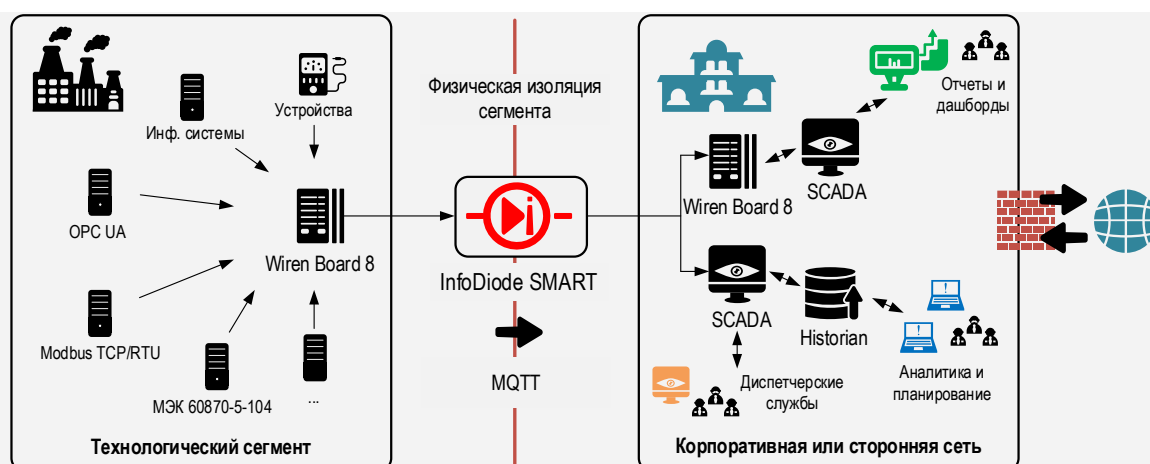 Инф. системы
Устройства
OPC UA
Wiren Board 8
Modbus TCP/RTU
МЭК 60870-5-104
...
Технологический сегмент
Физическая изоляция
сегмента
InfoDiode SMART
MQTT
Отчеты и
дашборды
Wiren Board 8
SCADA
SCADA
Historian
Диспетчерские
службы
Аналитика и
планирование
Корпоративная или сторонняя сеть